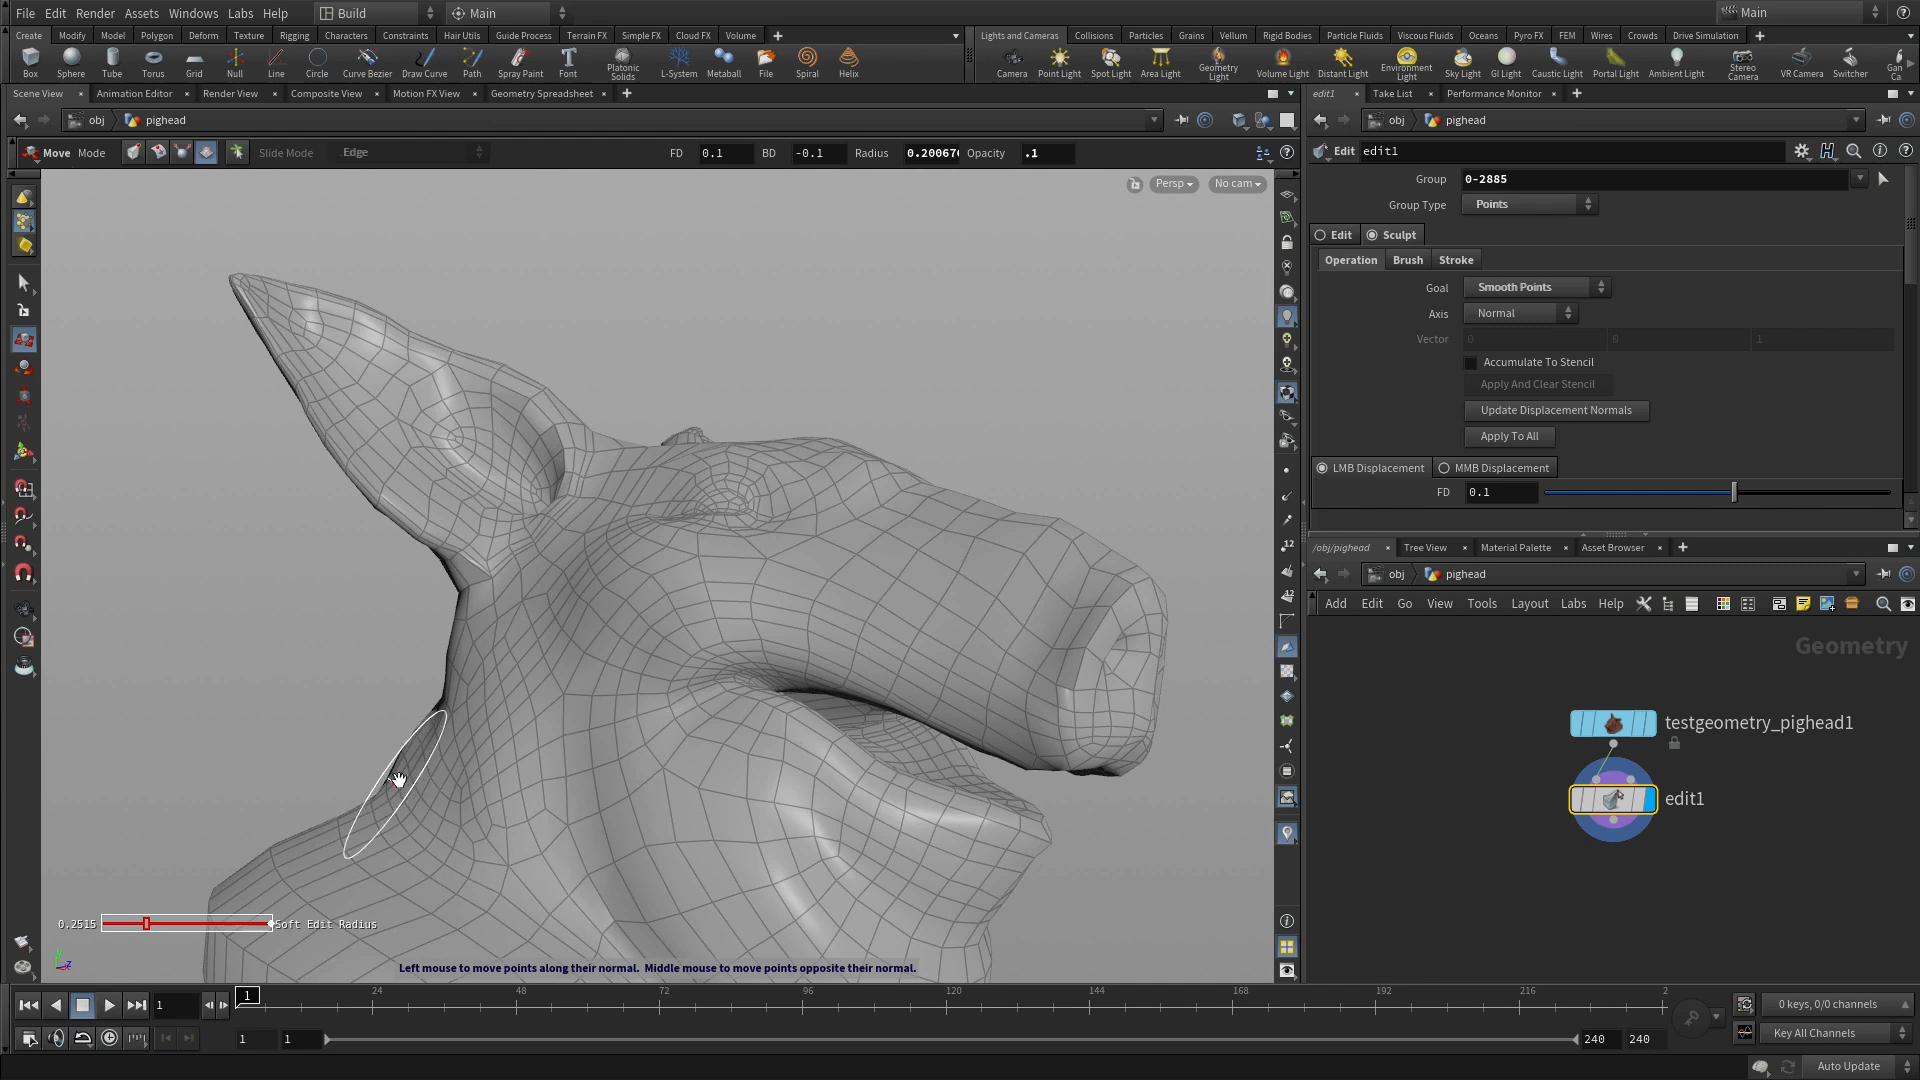 File Edit Render Assets Windows Labs Help Build Main Main
Create Modify Model Polygon Deform Texture Rigging Characters Constraints Hair Utils Guide Process Terrain FX Simple FX Cloud FX Volume
Lights and Cameras Collisions Particles Grains Vellum Rigid Bodies Particle Fluids Viscous Fluids Oceans Pyro FX FEM Wires Crowds Drive Simulation
Box Sphere Tube Torus Grid Null Line Circle Curve Bezier Draw Curve Path Spray Paint Font Platonic Solids L-System Metaball File Spiral Helix
Camera Point Light Spot Light Area Light Geometry Light Volume Light Distant Light Environment Light Sky Light GI Light Caustic Light Portal Light Ambient Light Stereo Camera VR Camera Switcher Gan Ca
Scene View Animation Editor Render View Composite View Motion FX View Geometry Spreadsheet
edit1 Take List Performance Monitor
obj pighead
obj pighead
Move Mode Slide Mode Edge FD 0.1 BD -0.1 Radius 0.20067 Opacity .1
Edit edit1
Persp No cam
Group 0-2885
Group Type Points
Edit Sculpt
Operation Brush Stroke
Goal Smooth Points
Axis Normal
Vector 0 0 1
Accumulate To Stencil
Apply And Clear Stencil
Update Displacement Normals
Apply To All
LMB Displacement MMB Displacement
FD 0.1
/obj/pighead Tree View Material Palette Asset Browser
obj pighead
Add Edit Go View Tools Layout Labs Help
Geometry
testgeometry_pighead1
edit1
12
12
0.2515 Soft Edit Radius
y z
Left mouse to move points along their normal. Middle mouse to move points opposite their normal.
1 1 24 48 72 96 120 144 168 192 216 2
0 keys, 0/0 channels
1 1 240 240 Key All Channels
Auto Update